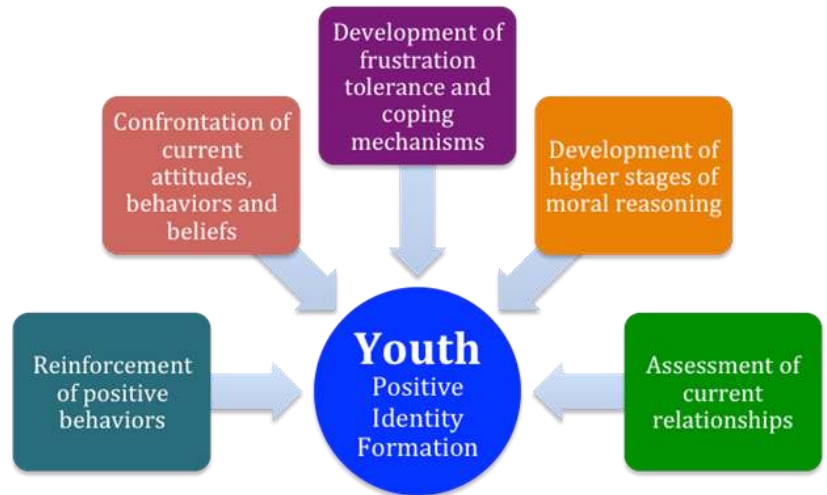 Development of
frustration
tolerance and
coping
mechanisms
Confrontation of
current
attitudes,
behaviors and
beliefs
Development of
higher stages of
moral reasoning
Reinforcement
of positive
behaviors
Youth
Positive
Identity
Formation
Assessment of
current
relationships